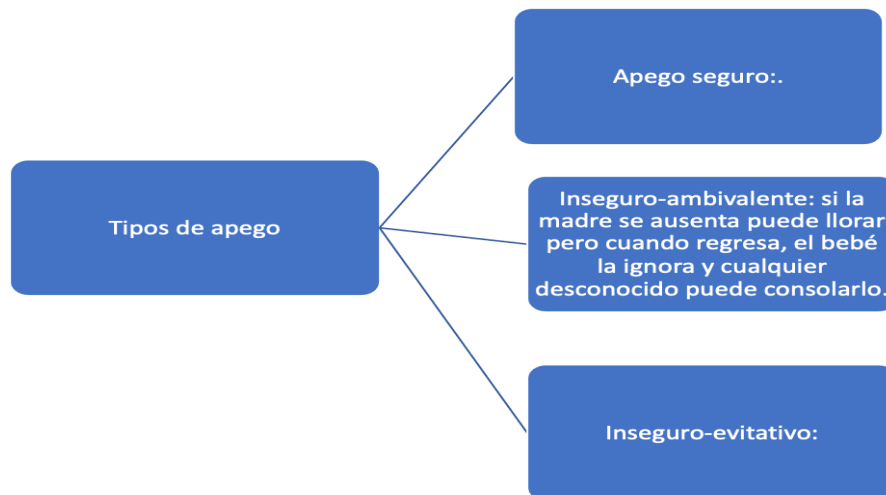 Apego seguro:.
Tipos de apego
Inseguro-ambivalente: si la
madre se ausenta puede llorar
pero cuando regresa, el bebé
la ignora y cualquier
desconocido puede consolarlo.
Inseguro-evitativo: